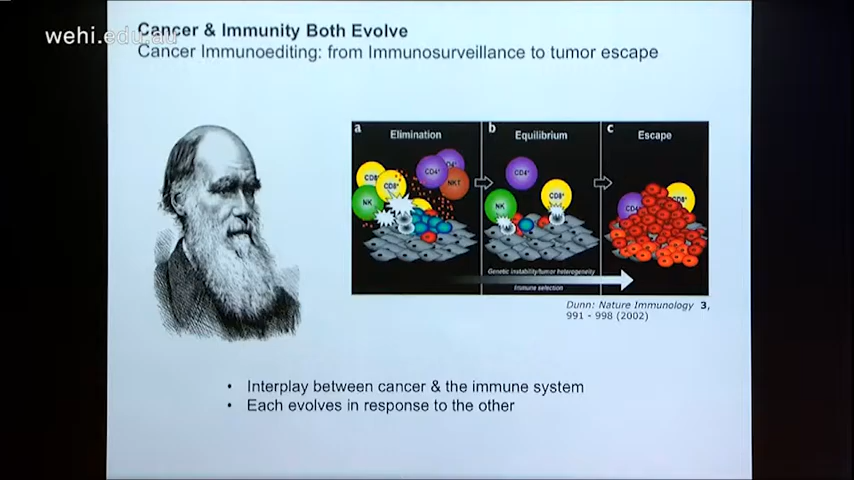 Cancer & Immunity Both Evolve
wehi.edu.au
Cancer Immunoediting: from Immunosurveillance to tumor escape
a
Elimination
b
Equilibrium
c
Escape
CD8+
CD8+
CD4+
CD4+
NKT
NK
CD4+
CD8+
NK
CD4+
CD8+
Genetic instability/tumor heterogeneity
Immune selection
Dunn: Nature Immunology 3,
991 - 998 (2002)
• Interplay between cancer & the immune system
• Each evolves in response to the other